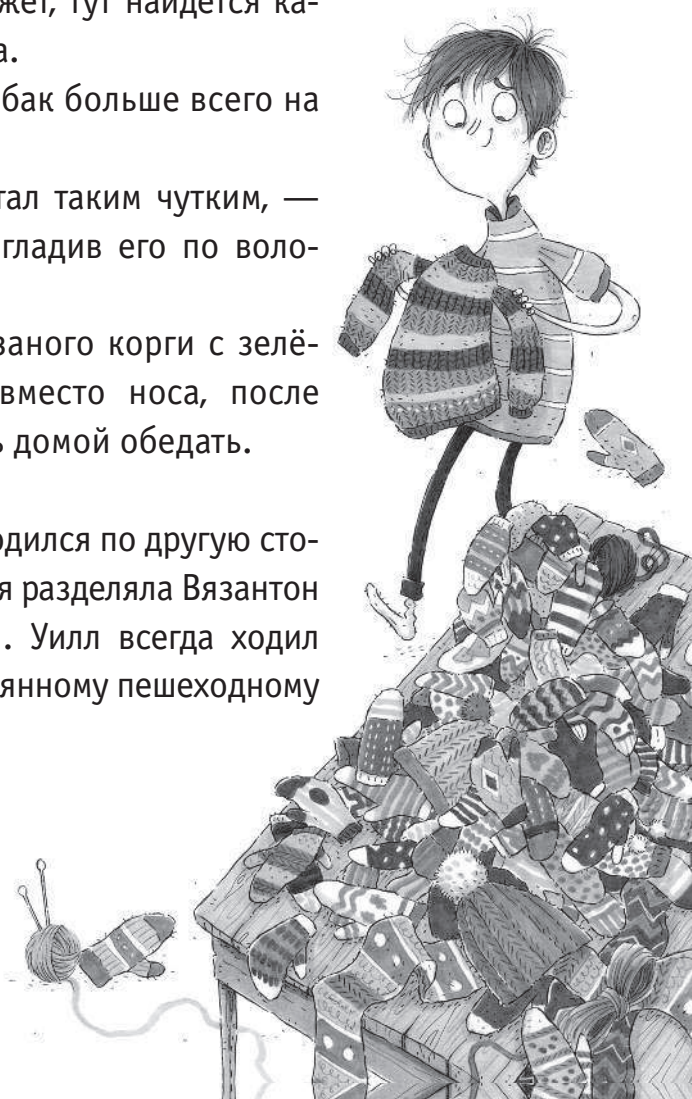 жет, тут найдётся ка-
а.
бак больше всего на
тал таким чутким, —
гладив его по воло-
заного корги с зелё-
вместо носа, после
ь домой обедать.
одился по другую сто-
я разделяла Вязантон
. Уилл всегда ходил
янному пешеходному